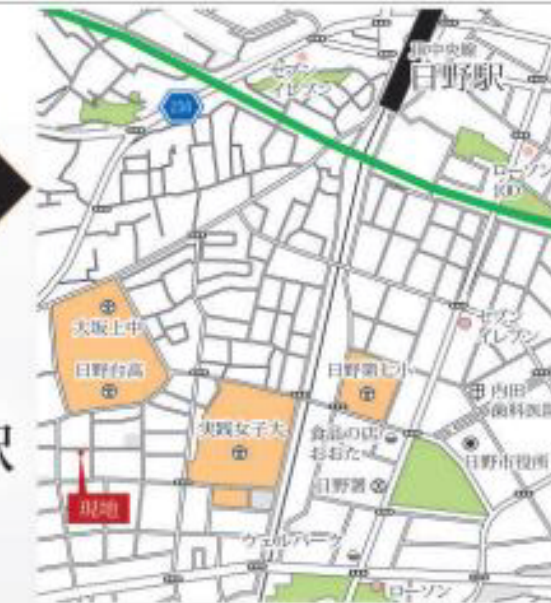 JR中央線
日野駅
セブン
イレブン
ローソン
100
セブン
イレブン
大坂上中
日野台高
日野第七小
内田
歯科医院
実践女子大
食品の店
おおた
日野市役所
日野署
駅
現地
ウェルパーク
ローソン